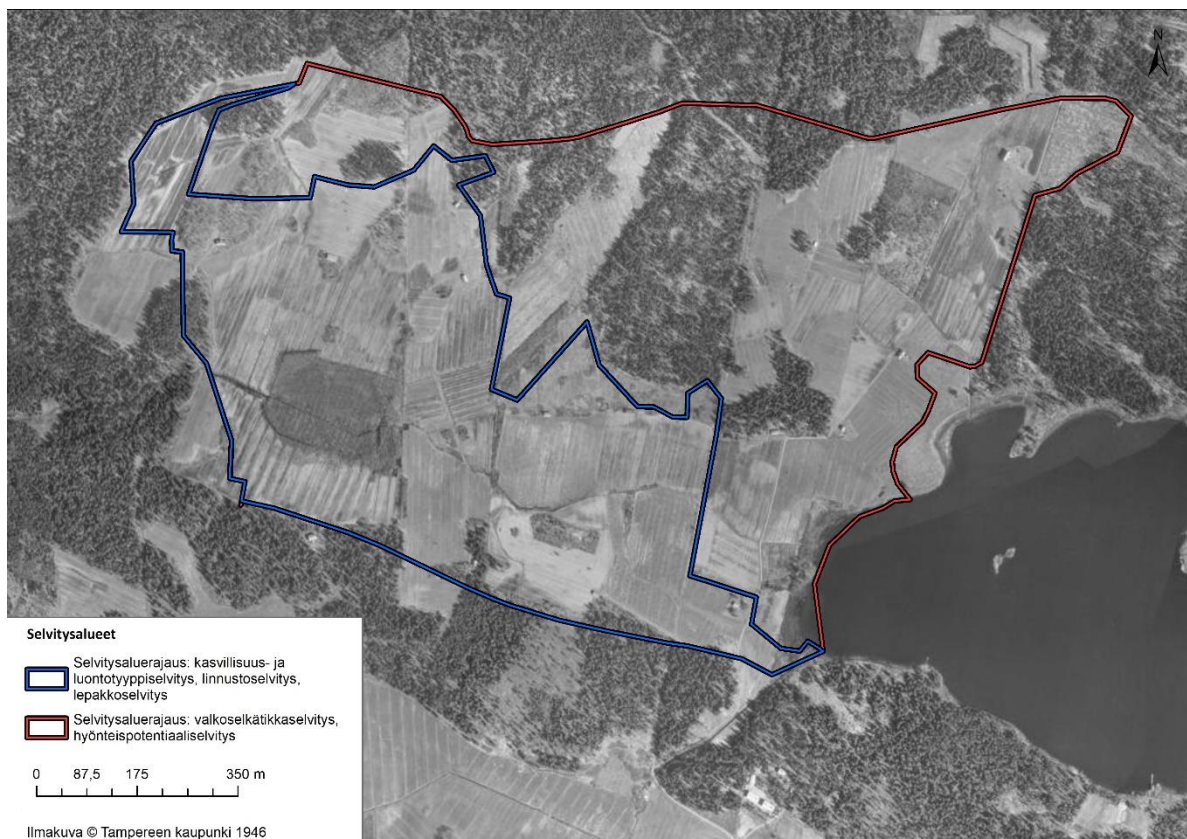 N
Selvitysalueet
Selvitysaluerajaus: kasvillisuus- ja
luontotyyppiselvitys, linnustoselvitys,
lepakkoselvitys
Selvitysaluerajaus: valkoselkätikkaselvitys,
hyönteispotentiaaliselvitys
0 87,5 175 350 m
Ilmakuva © Tampereen kaupunki 1946